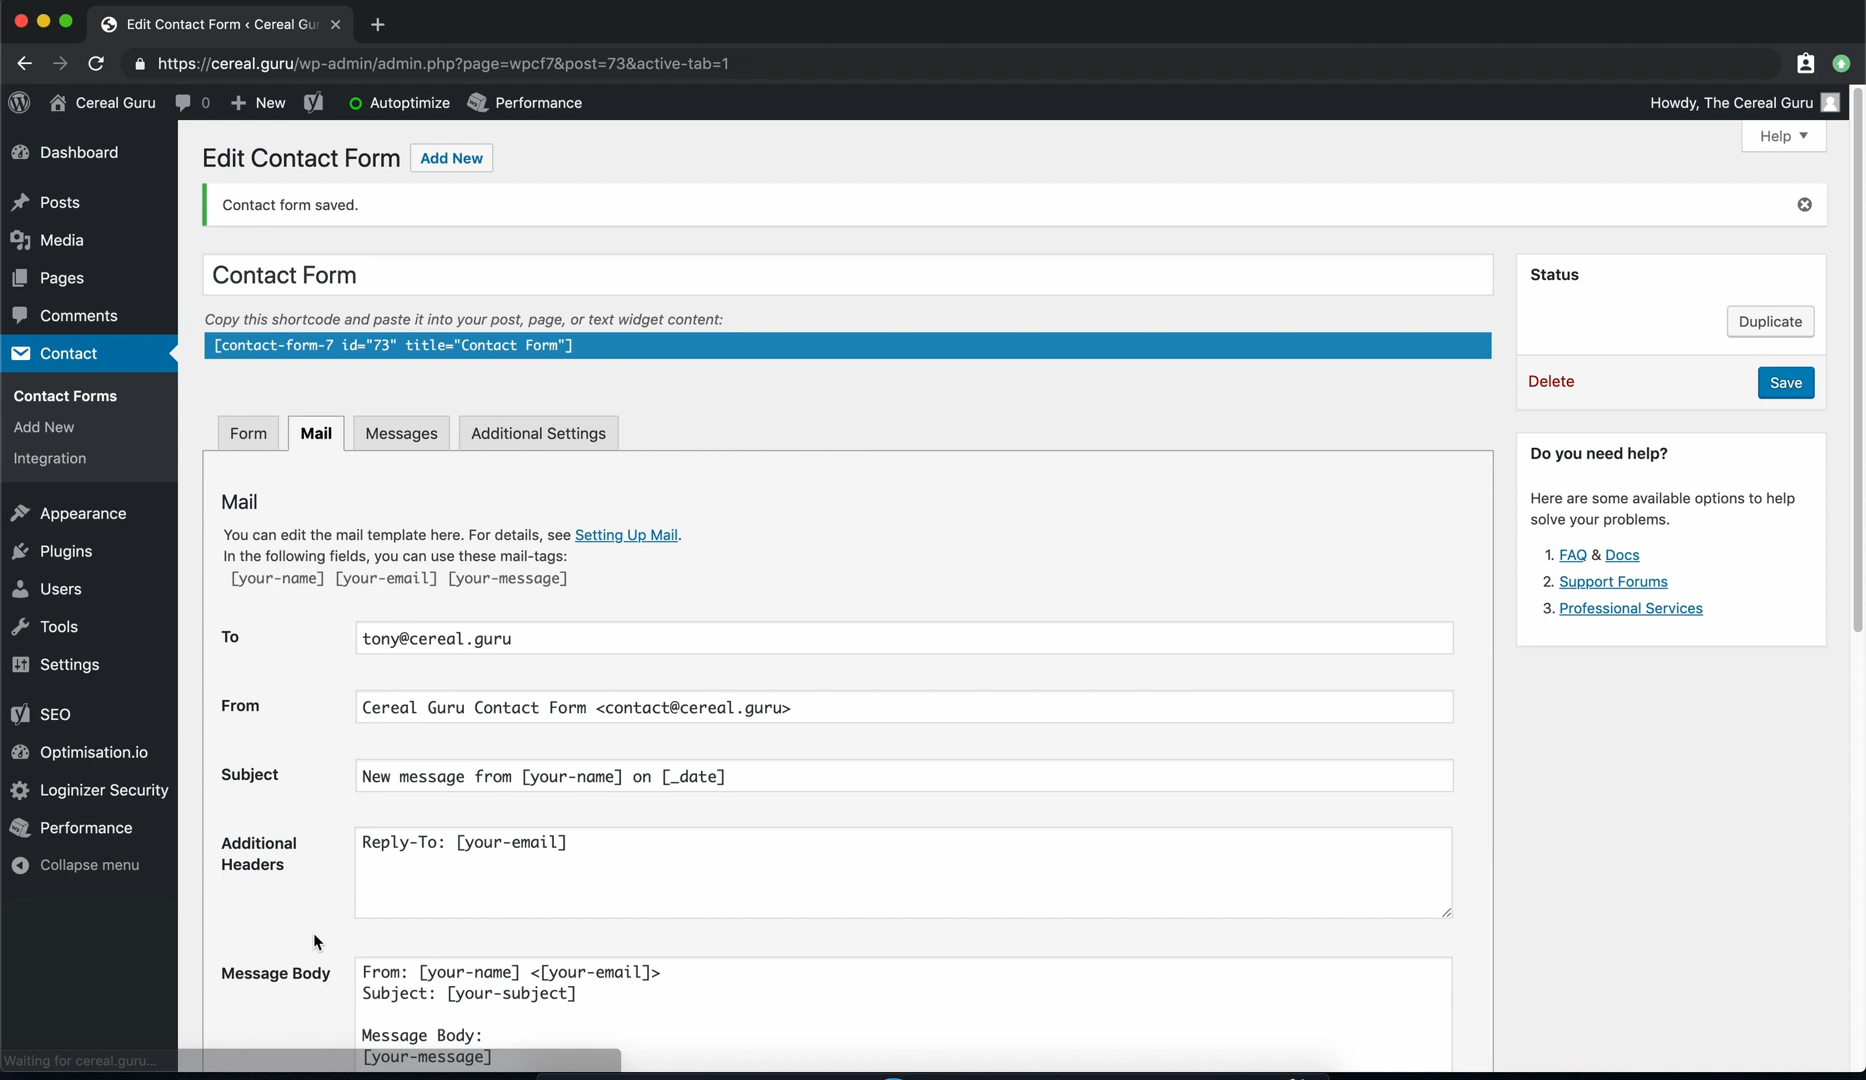 Edit Contact Form ‹ Cereal Gu
https://cereal.guru/wp-admin/admin.php?page=wpcf7&post=73&active-tab=1
Cereal Guru 0 New Autoptimize Performance Howdy, The Cereal Guru
Help
Dashboard
Posts
Media
Pages
Comments
Contact
Contact Forms
Add New
Integration
Appearance
Plugins
Users
Tools
Settings
SEO
Optimisation.io
Loginizer Security
Performance
Collapse menu
Waiting for cereal.guru...
Edit Contact Form Add New
Contact form saved.
Contact Form
Copy this shortcode and paste it into your post, page, or text widget content:
[contact-form-7 id="73" title="Contact Form"]
Form Mail Messages Additional Settings
Mail
You can edit the mail template here. For details, see Setting Up Mail.
In the following fields, you can use these mail-tags:
[your-name] [your-email] [your-message]
To tony@cereal.guru
From Cereal Guru Contact Form <contact@cereal.guru>
Subject New message from [your-name] on [_date]
Additional
Headers
Reply-To: [your-email]
Message Body
From: [your-name] <[your-email]>
Subject: [your-subject]
Message Body:
[your-message]
Status
Duplicate
Delete Save
Do you need help?
Here are some available options to help
solve your problems.
1. FAQ & Docs
2. Support Forums
3. Professional Services